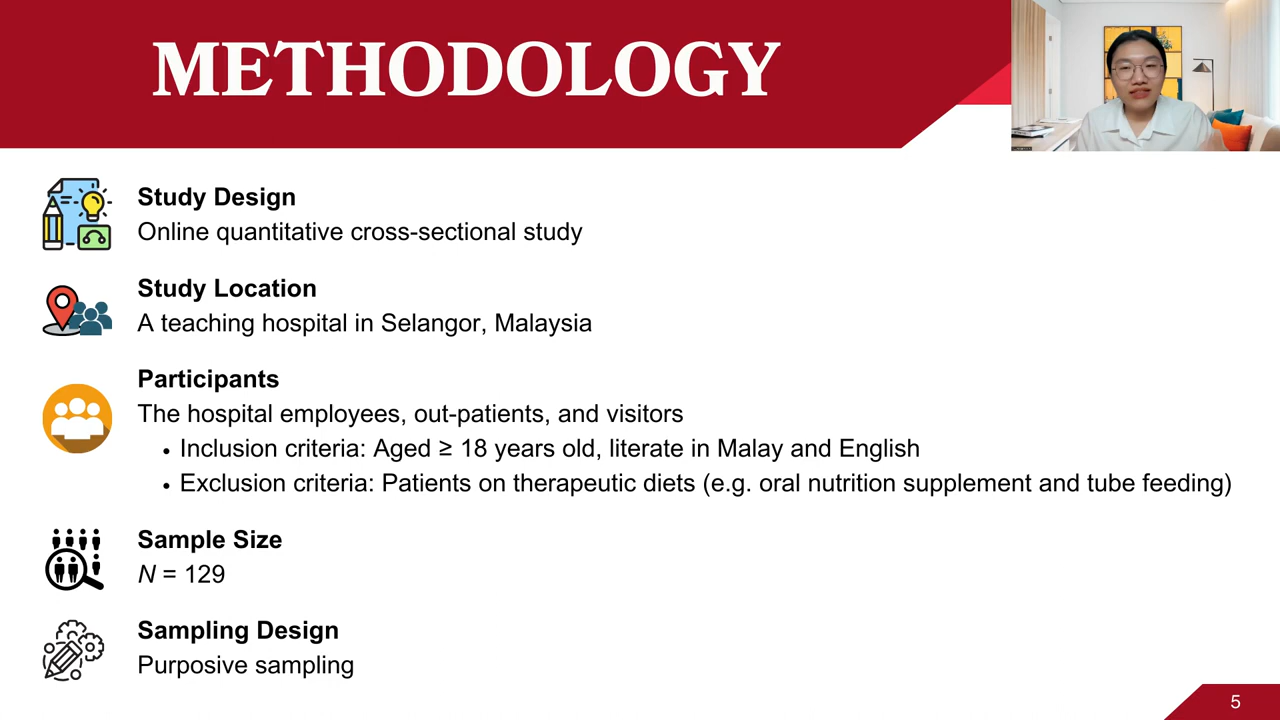 METHODOLOGY
Study Design
Online quantitative cross-sectional study
Study Location
A teaching hospital in Selangor, Malaysia
Participants
The hospital employees, out-patients, and visitors
• Inclusion criteria: Aged ≥ 18 years old, literate in Malay and English
• Exclusion criteria: Patients on therapeutic diets (e.g. oral nutrition supplement and tube feeding)
Sample Size
N = 129
Sampling Design
Purposive sampling
5